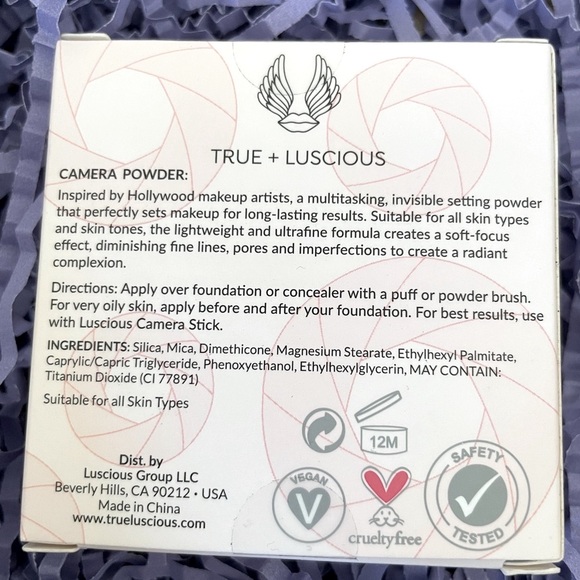 TRUE + LUSCIOUS
CAMERA POWDER:
Inspired by Hollywood makeup artists, a multitasking, invisible setting powder
that perfectly sets makeup for long-lasting results. Suitable for all skin types
and skin tones, the lightweight and ultrafine formula creates a soft-focus
effect, diminishing fine lines, pores and imperfections to create a radiant
complexion.
Directions: Apply over foundation or concealer with a puff or powder brush.
For very oily skin, apply before and after your foundation. For best results, use
with Luscious Camera Stick.
INGREDIENTS: Silica, Mica, Dimethicone, Magnesium Stearate, Ethylhexyl Palmitate,
Caprylic/Capric Triglyceride, Phenoxyethanol, Ethylhexylglycerin, MAY CONTAIN:
Titanium Dioxide (CI 77891)
Suitable for all Skin Types
12M
Dist. by
Luscious Group LLC
Beverly Hills, CA 90212 • USA
Made in China
www.trueluscious.com
VEGAN
V
crueltyfree
SAFETY
TESTED